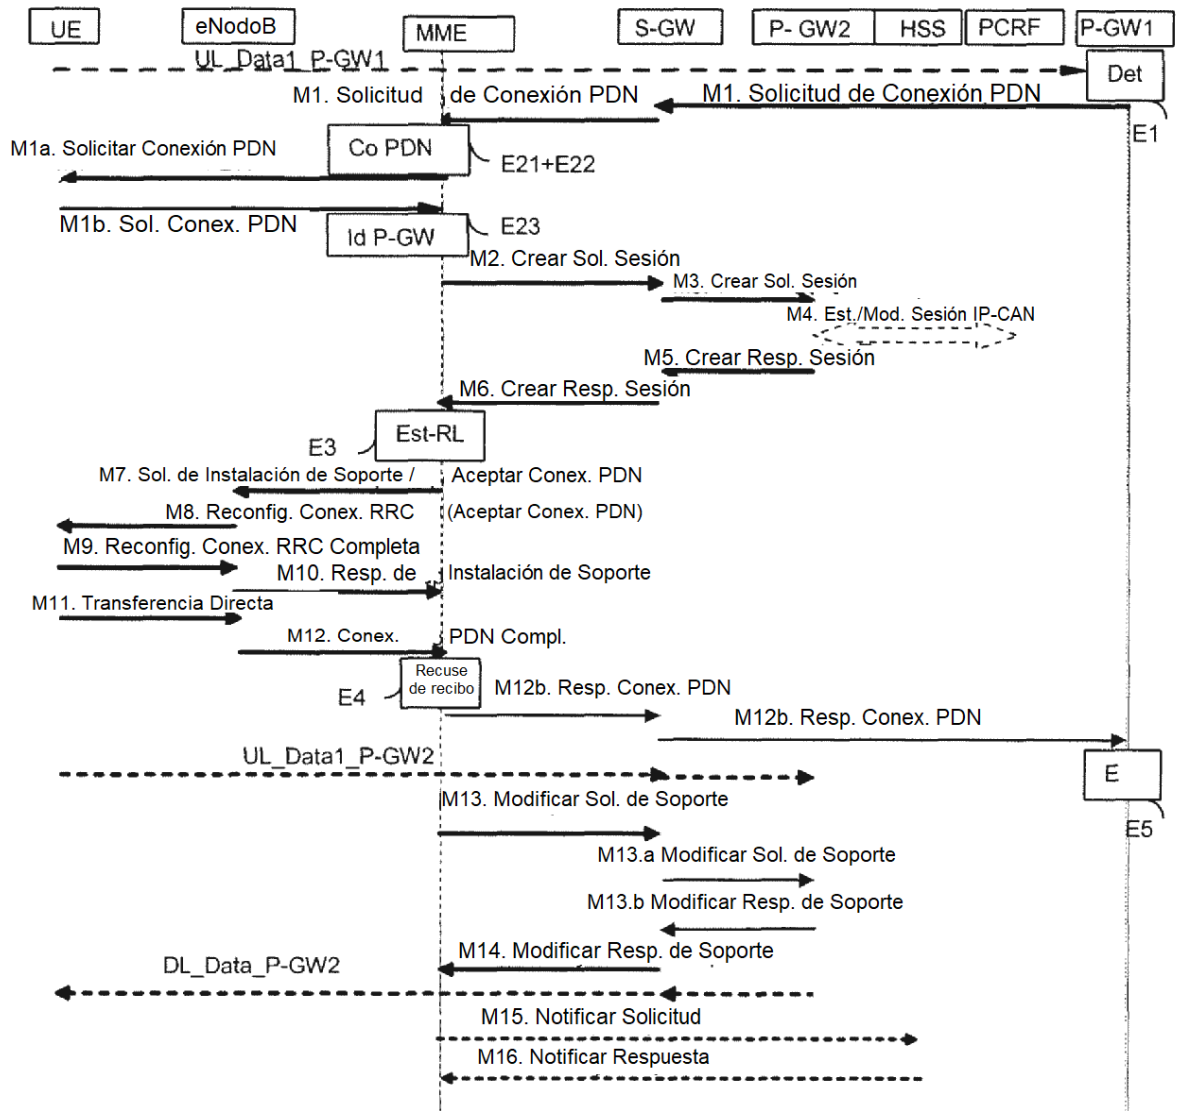 UE
eNodoB
MME
S-GW
P- GW2
HSS
PCRF
P-GW1
UL_Data1_P-GW1
Det
M1. Solicitud de Conexión PDN
M1. Solicitud de Conexión PDN
E1
M1a. Solicitar Conexión PDN
Co PDN
E21+E22
M1b. Sol. Conex. PDN
Id P-GW
E23
M2. Crear Sol. Sesión
M3. Crear Sol. Sesión
M4. Est./Mod. Sesión IP-CAN
M5. Crear Resp. Sesión
M6. Crear Resp. Sesión
Est-RL
E3
M7. Sol. de Instalación de Soporte / Aceptar Conex. PDN
M8. Reconfig. Conex. RRC (Aceptar Conex. PDN)
M9. Reconfig. Conex. RRC Completa
M10. Resp. de Instalación de Soporte
M11. Transferencia Directa
M12. Conex. PDN Compl.
Recuse
de recibo
E4
M12b. Resp. Conex. PDN
M12b. Resp. Conex. PDN
UL_Data1_P-GW2
E
E5
M13. Modificar Sol. de Soporte
M13.a Modificar Sol. de Soporte
M13.b Modificar Resp. de Soporte
M14. Modificar Resp. de Soporte
DL_Data_P-GW2
M15. Notificar Solicitud
M16. Notificar Respuesta